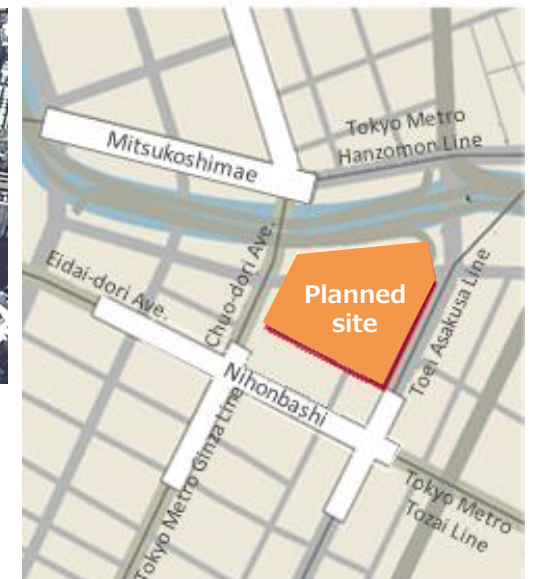 Tokyo Metro
Hanzomon Line
Mitsukoshimae
Chuo-dori Ave.
Eidai-dori Ave.
Planned
site
Toei Asakusa Line
Nihonbashi
Tokyo Metro Ginza Line
Tokyo Metro
Tozai Line